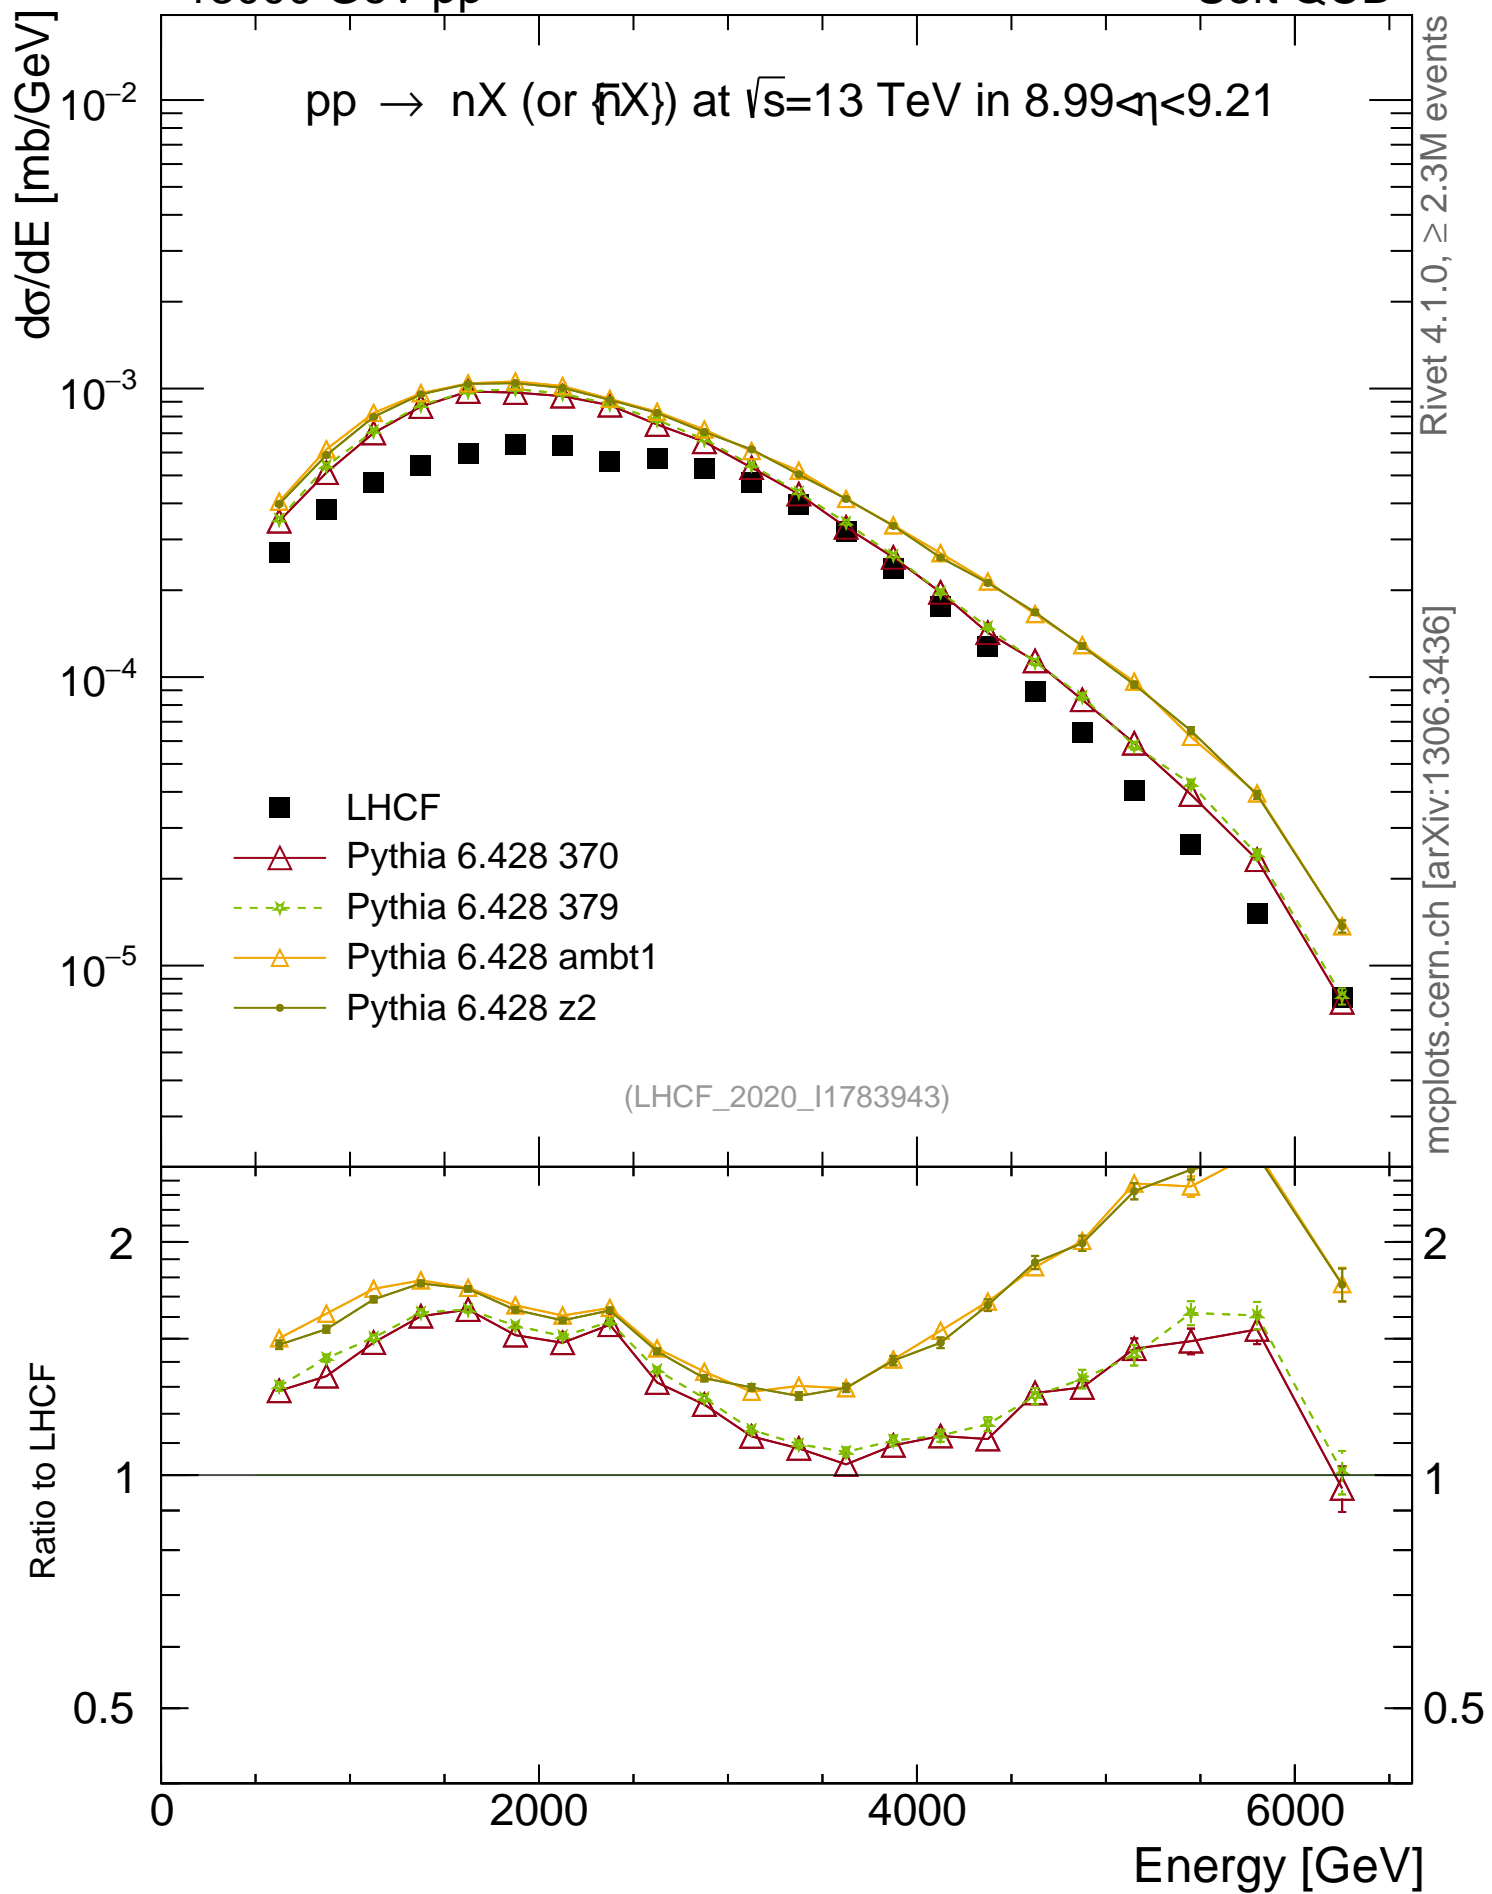 pp → nX (or {n̅X}) at √s=13 TeV in 8.99<η<9.21
dσ/dE [mb/GeV]
10⁻²
10⁻³
10⁻⁴
10⁻⁵
LHCF
Pythia 6.428 370
Pythia 6.428 379
Pythia 6.428 ambt1
Pythia 6.428 z2
(LHCF_2020_I1783943)
Rivet 4.1.0, ≥ 2.3M events
mcplots.cern.ch [arXiv:1306.3436]
Ratio to LHCF
2
1
0.5
2
1
0.5
0 2000 4000 6000
Energy [GeV]